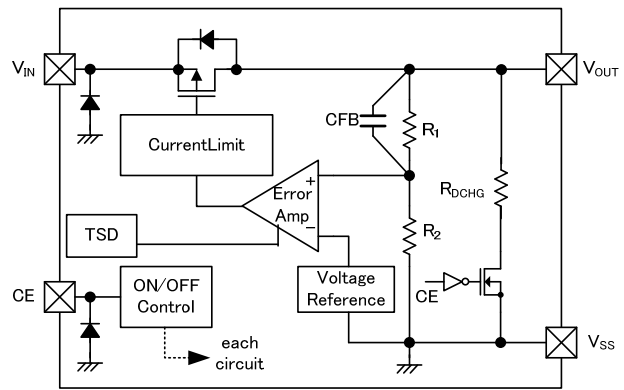 VIN
VOUT
CFB
R1
CurrentLimit
RDCHG
Error
Amp
+
−
TSD
R2
Voltage
Reference
CE
CE
ON/OFF
Control
each
circuit
VSS